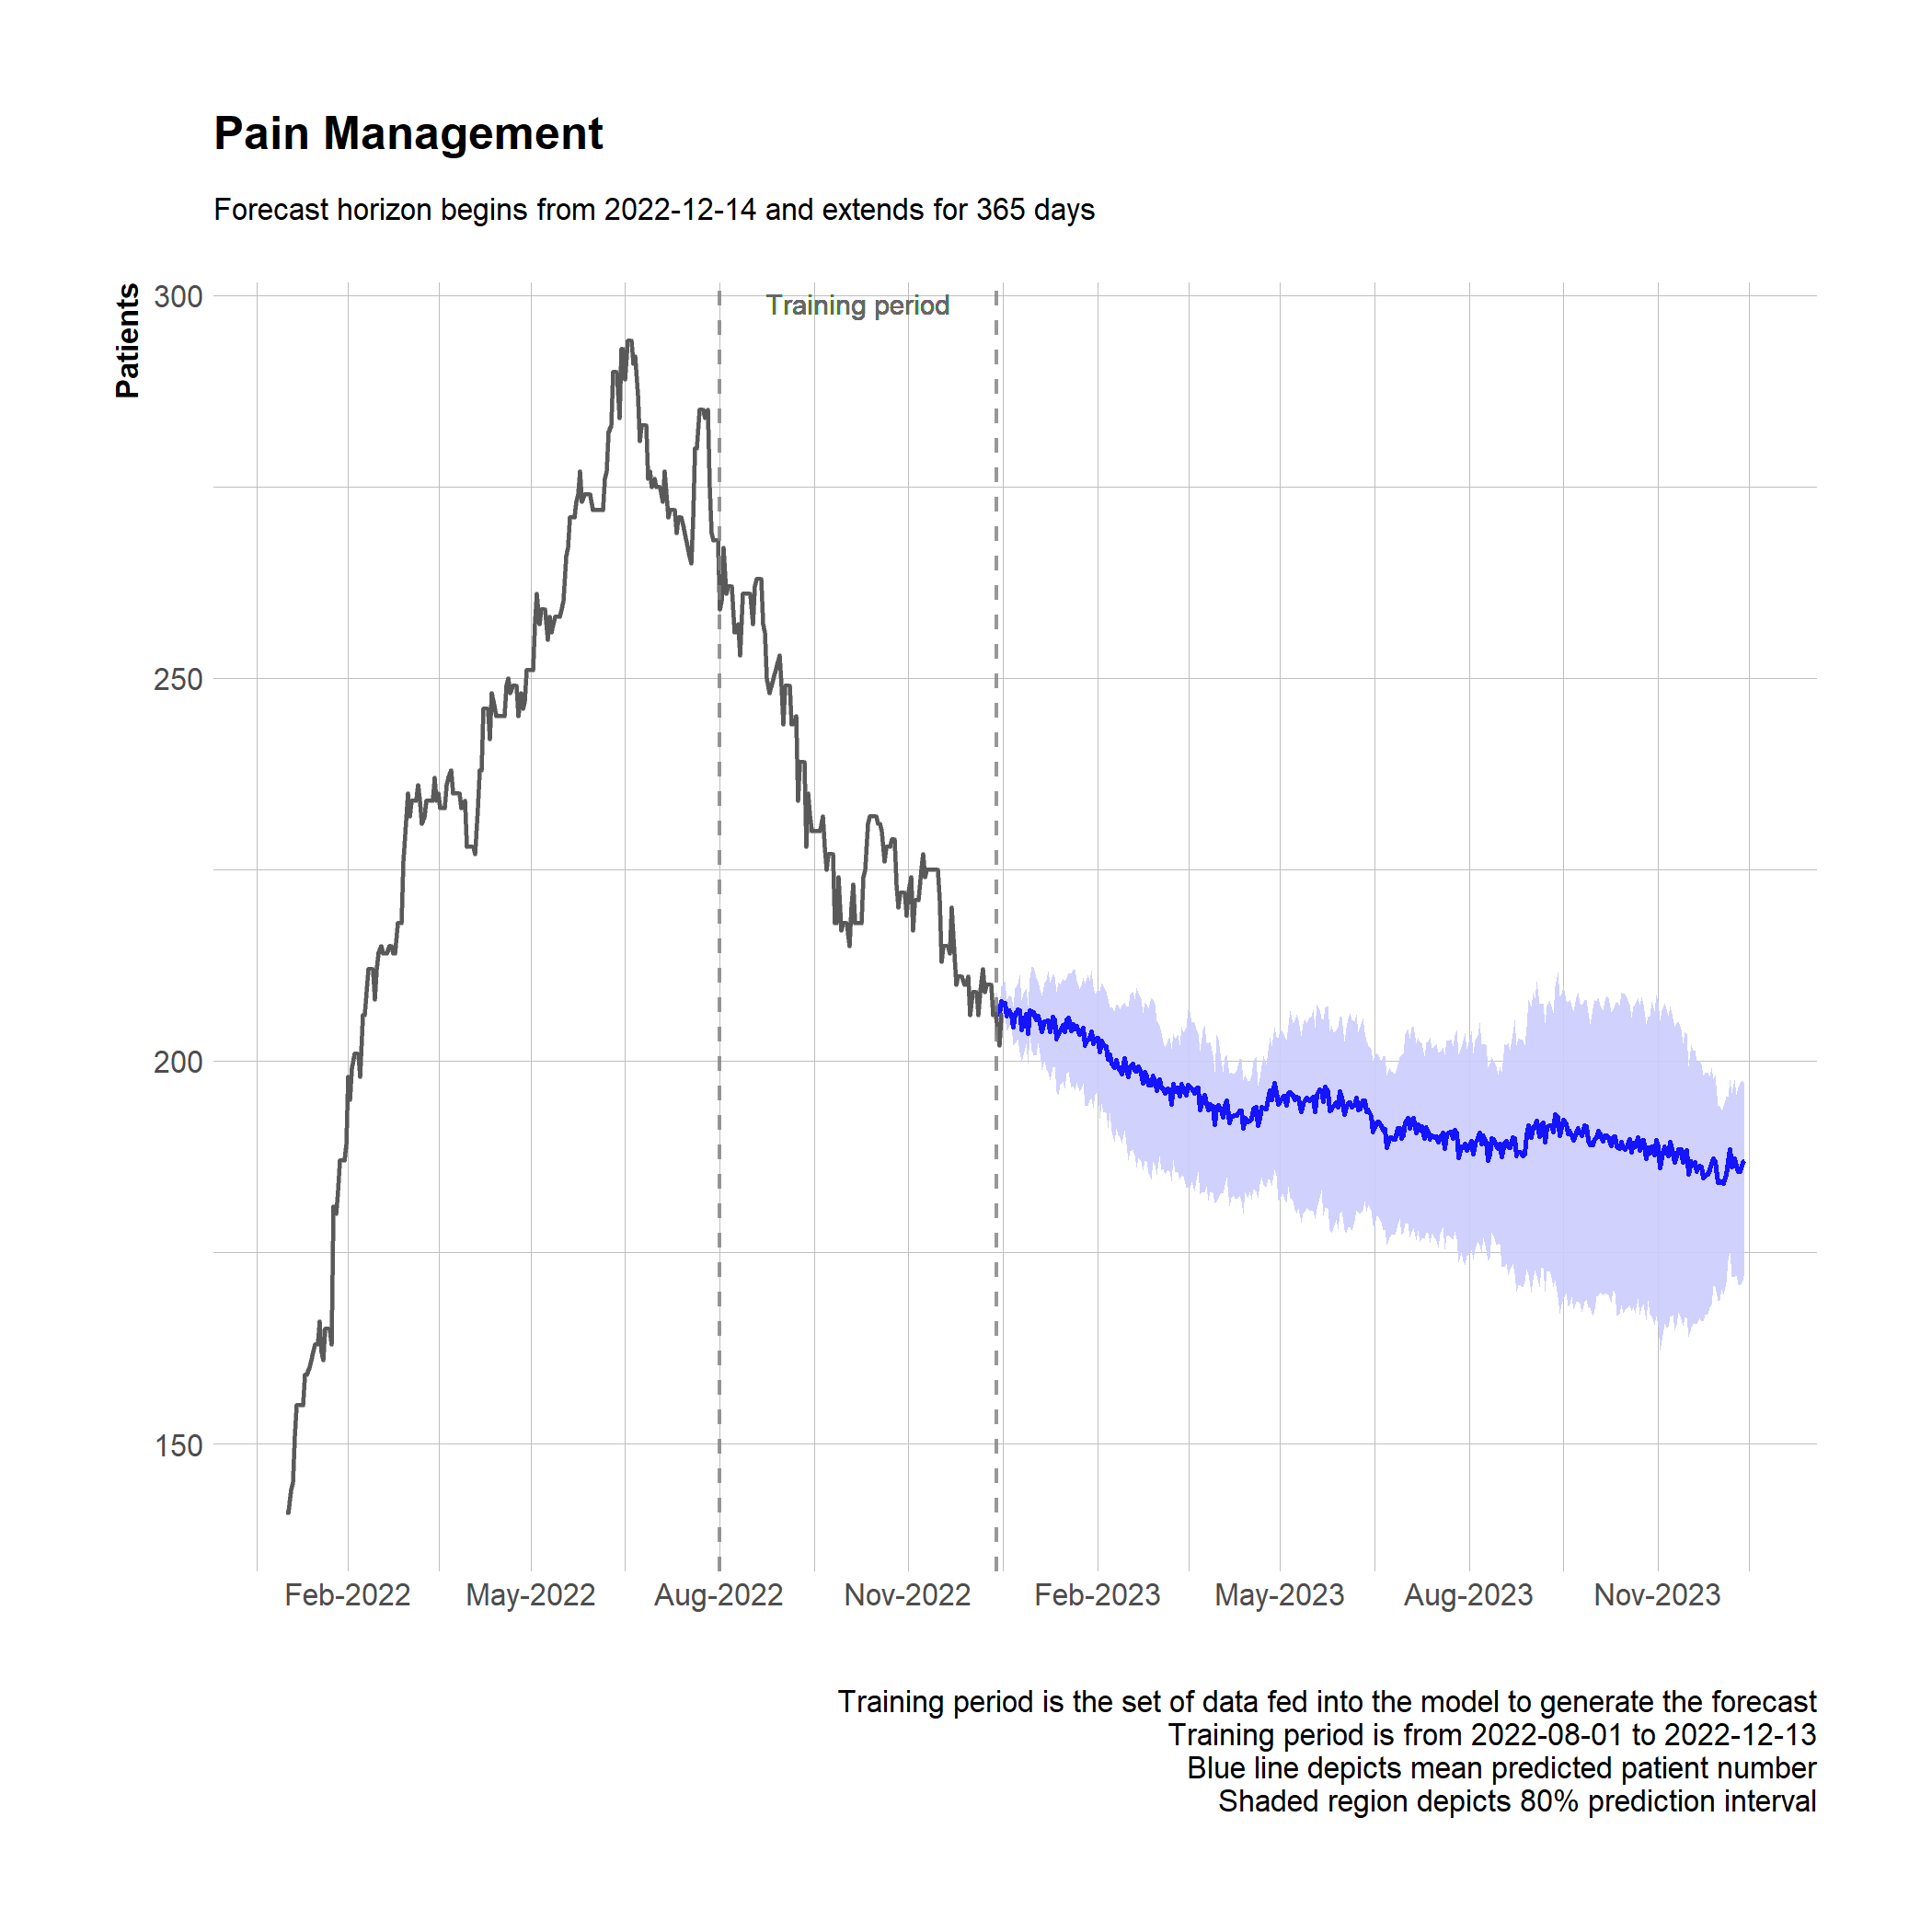 Pain Management
Forecast horizon begins from 2022-12-14 and extends for 365 days
Patients
300
250
200
150
Training period
Feb-2022
May-2022
Aug-2022
Nov-2022
Feb-2023
May-2023
Aug-2023
Nov-2023
Training period is the set of data fed into the model to generate the forecast
Training period is from 2022-08-01 to 2022-12-13
Blue line depicts mean predicted patient number
Shaded region depicts 80% prediction interval